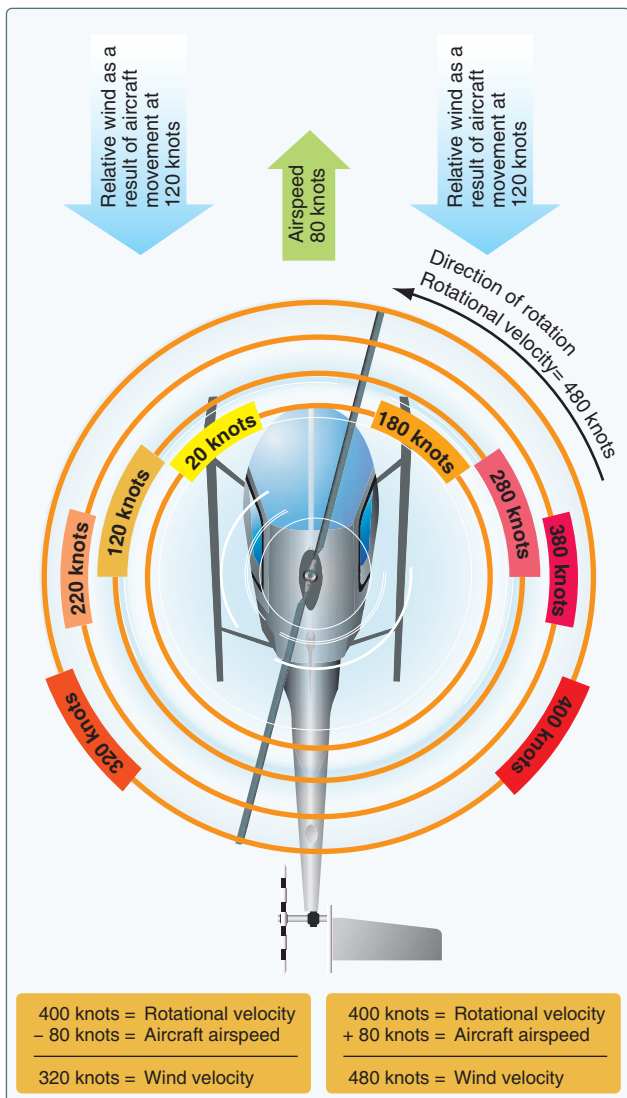 Relative wind as a
result of aircraft
movement at
120 knots
Airspeed
80 knots
Relative wind as a
result of aircraft
movement at
120 knots
Direction of rotation
Rotational velocity= 480 knots
20 knots
180 knots
120 knots
280 knots
220 knots
380 knots
320 knots
400 knots
400 knots = Rotational velocity
– 80 knots = Aircraft airspeed
320 knots = Wind velocity
400 knots = Rotational velocity
+ 80 knots = Aircraft airspeed
480 knots = Wind velocity